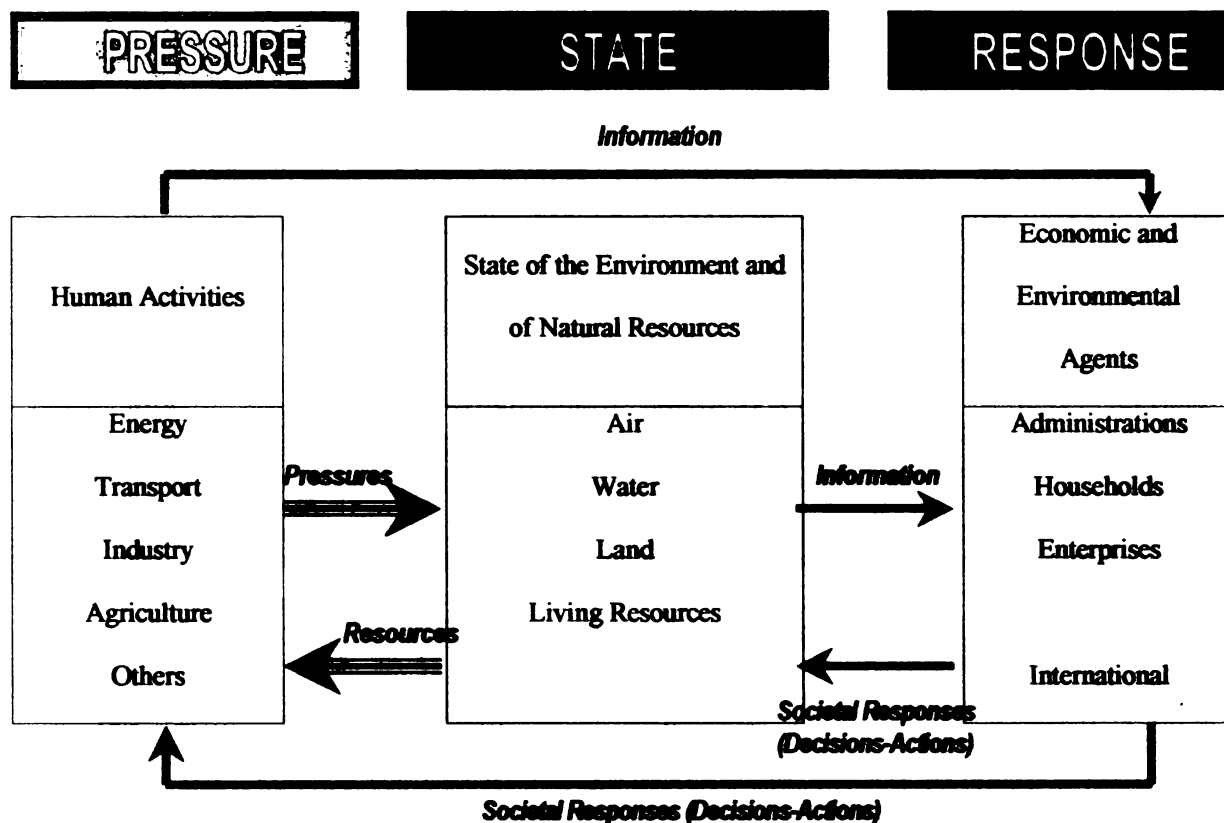 PRESSURE
STATE
RESPONSE
Information
Human Activities
State of the Environment and
of Natural Resources
Economic and
Environmental
Agents
Energy
Transport
Industry
Agriculture
Others
Pressures
Resources
Air
Water
Land
Living Resources
Information
Societal Responses
(Decisions-Actions)
Administrations
Households
Enterprises
International
Societal Responses (Decisions-Actions)